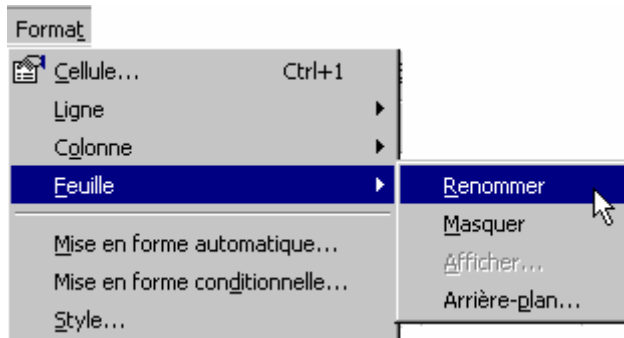 Format
Cellule... Ctrl+1
Ligne
Colonne
Feuille
Renommer
Masquer
Afficher...
Arrière-plan...
Mise en forme automatique...
Mise en forme conditionnelle...
Style...